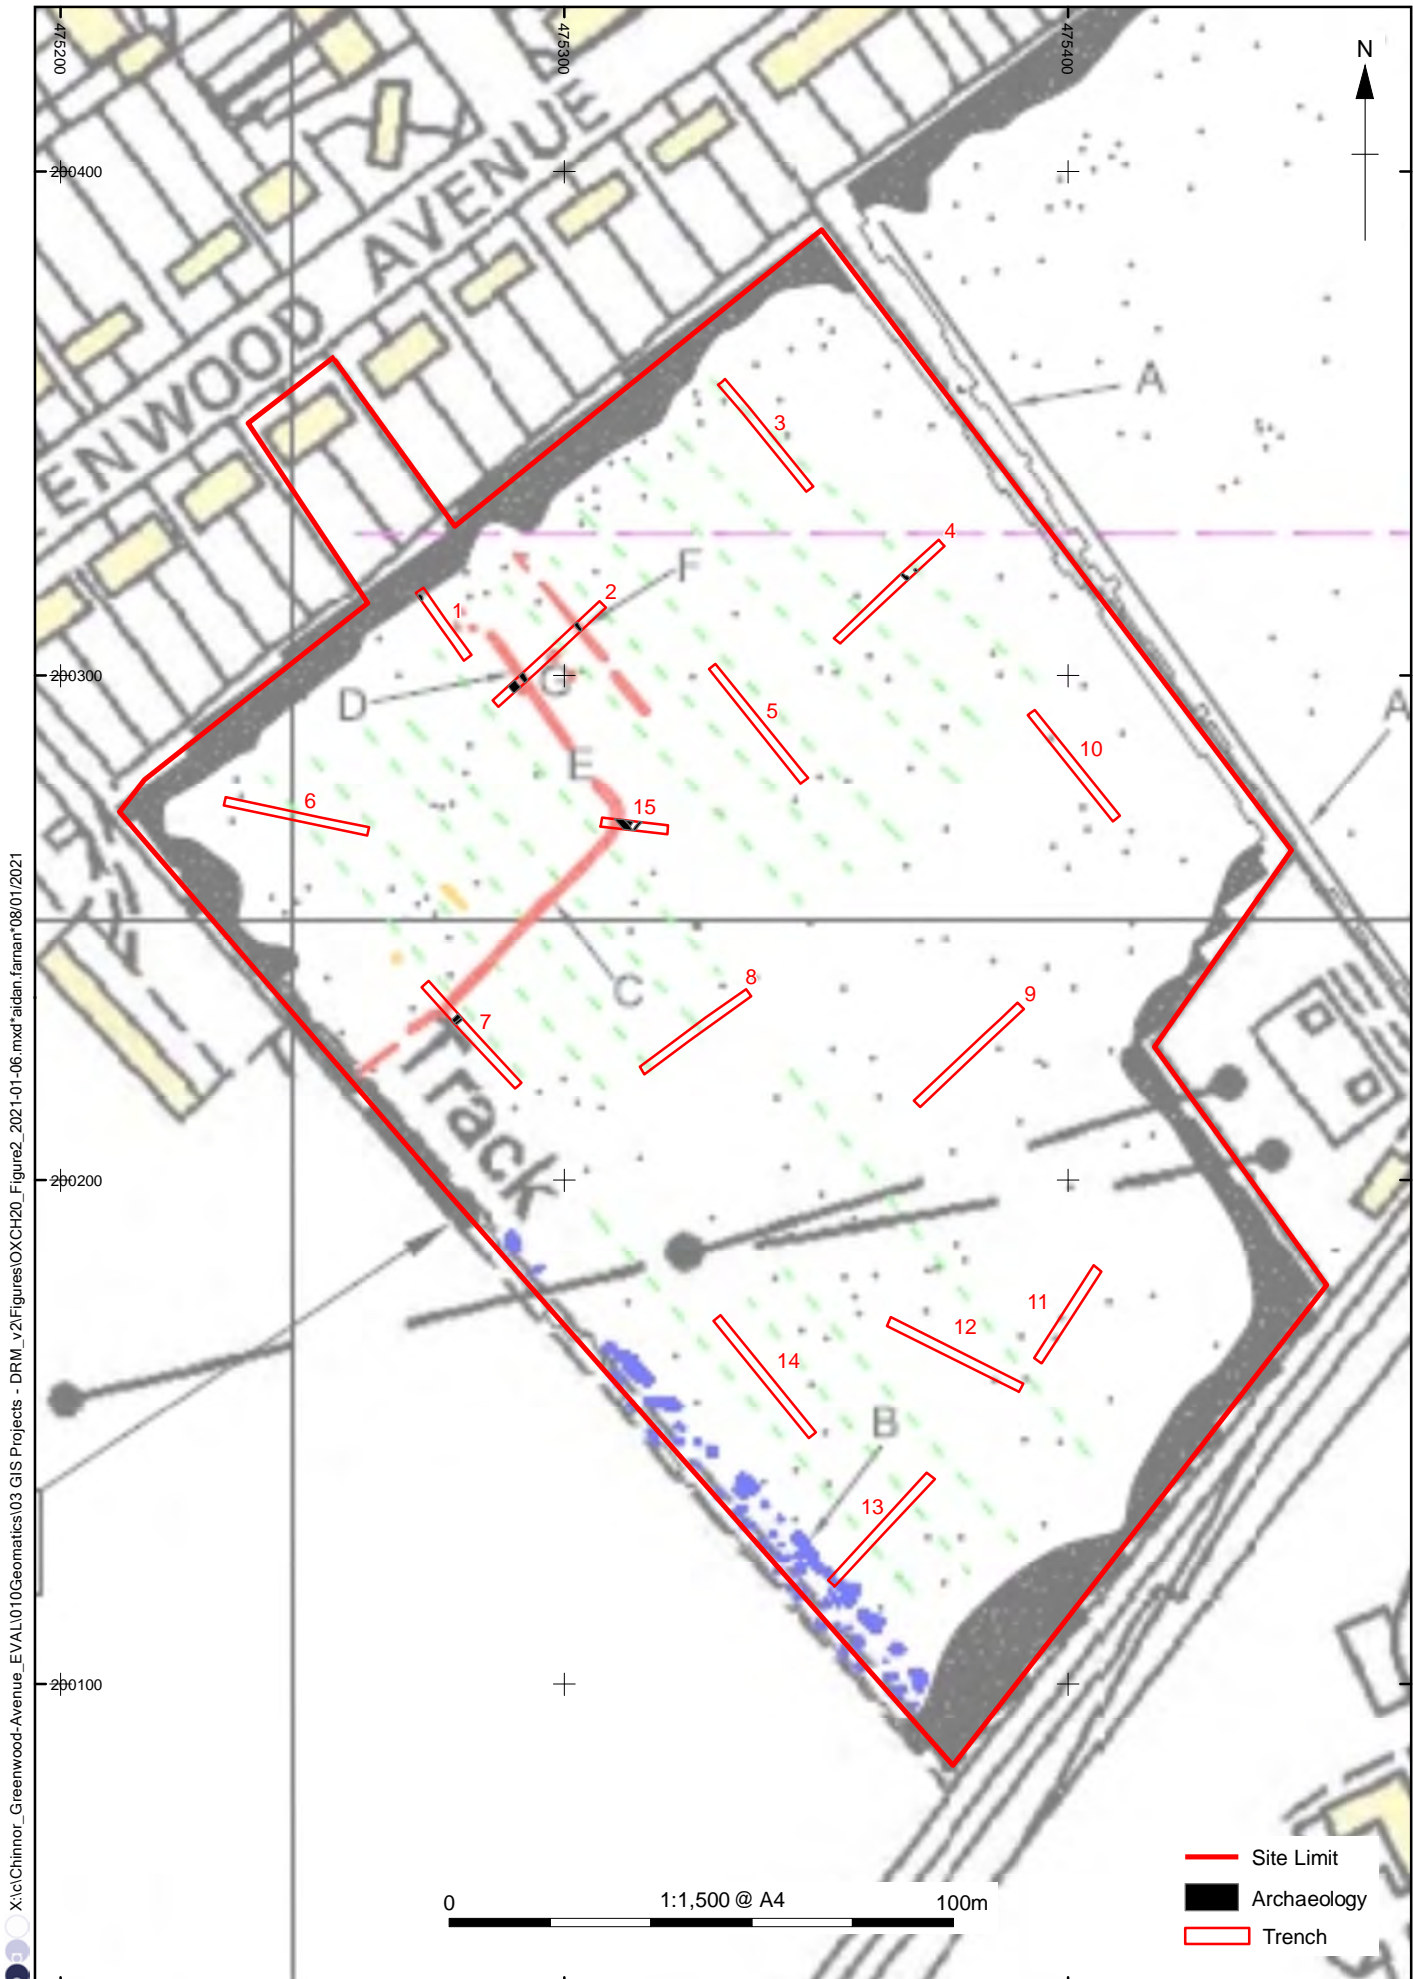 475200
475300
475400
N
200400
ENWOOD AVENUE
A
3
4
F
2
1
200300
D
G
A
5
10
E
6
15
8
C
9
7
Track
200200
11
12
14
B
13
200100
Site Limit
0 1:1,500 @ A4 100m
Archaeology
Trench
X:\c\Chinnor_Greenwood-Avenue_EVAL\010Geomatics\03 GIS Projects - DRM_v2\Figures\OXCH20_Figure2_2021-01-06.mxd*aidan.farnan*08/01/2021